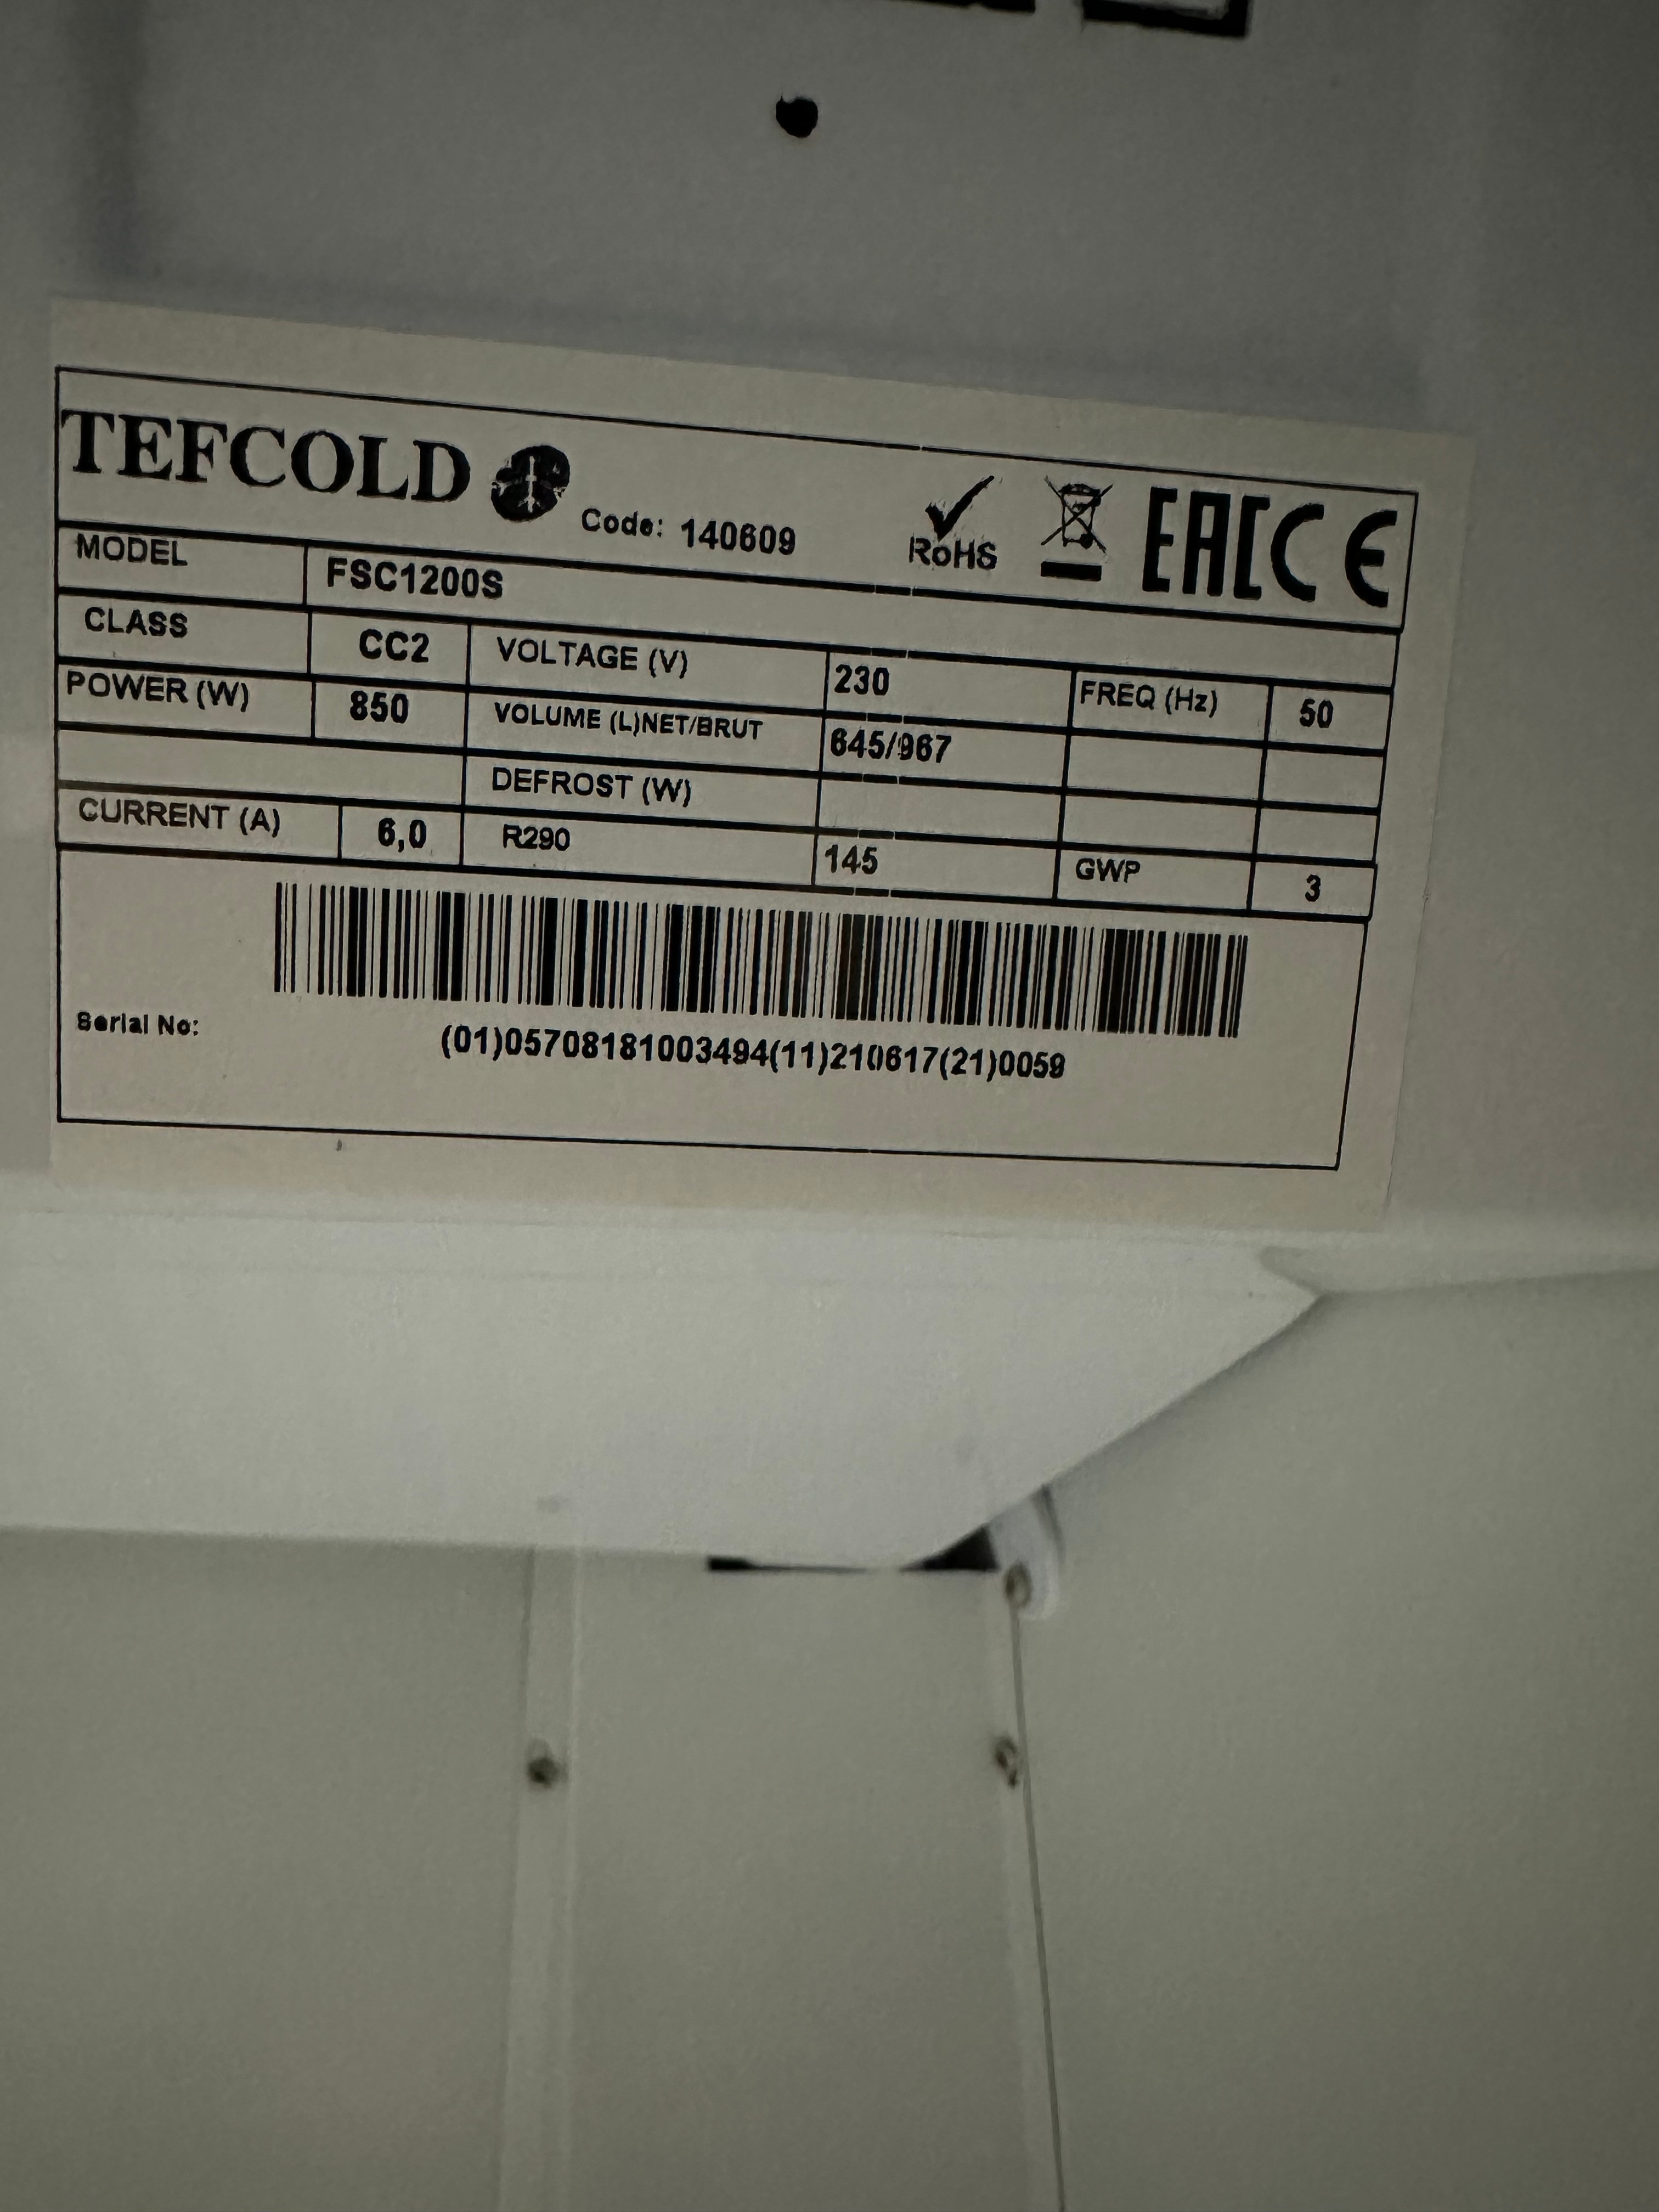 TEFCOLD
Code: 140609
RoHS
EAC CE
MODEL FSC1200S
CLASS CC2 VOLTAGE (V) 230 FREQ (Hz) 50
POWER (W) 850 VOLUME (L)NET/BRUT 645/967
DEFROST (W)
CURRENT (A) 6,0 R290 145 GWP 3
Serial No:
(01)05708181003494(11)210617(21)0059